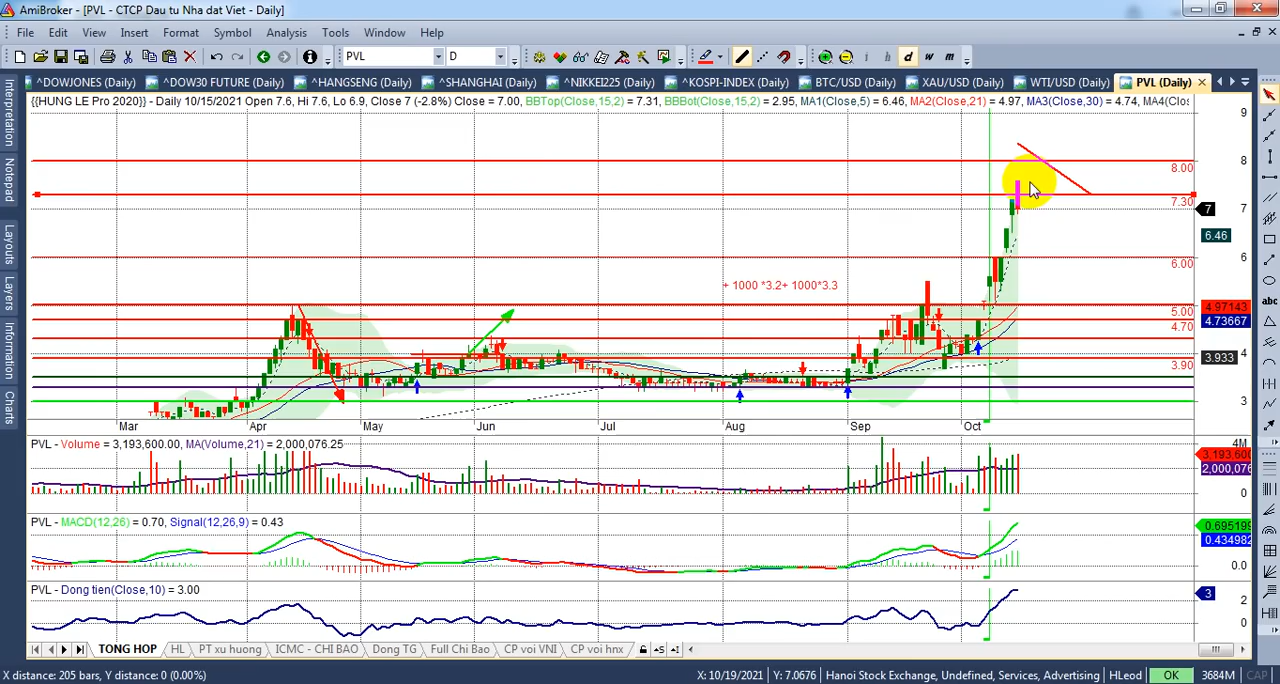 AmiBroker - [PVL - CTCP Dau tu Nha dat Viet - Daily]
File Edit View Insert Format Symbol Analysis Tools Window Help
PVL D i h d w m
^DOWJONES (Daily) ^DOW30 FUTURE (Daily) ^HANGSENG (Daily) ^SHANGHAI (Daily) ^NIKKEI225 (Daily) ^KOSPI-INDEX (Daily) BTC/USD (Daily) XAU/USD (Daily) WTI/USD (Daily) PVL (Daily)
{{HUNG LE Pro 2020}} - Daily 10/15/2021 Open 7.6, Hi 7.6, Lo 6.9, Close 7 (-2.8%) Close = 7.00, BBTop(Close,15,2) = 7.31, BBBot(Close,15,2) = 2.95, MA1(Close,5) = 6.46, MA2(Close,21) = 4.97, MA3(Close,30) = 4.74, MA4(Clos
Interpretation
Notepad
Layouts
Layers
Information
Charts
9
8
8.00
7.30
7
7
6.46
6
6.00
+ 1000 *3.2+ 1000*3.3
5.00
4.97143
4.70
4.73667
4
3.933
3.90
3
Mar Apr May Jun Jul Aug Sep Oct
PVL - Volume = 3,193,600.00, MA(Volume,21) = 2,000,076.25
4M
3,193,600
2,000,076
0
PVL - MACD(12,26) = 0.70, Signal(12,26,9) = 0.43
0.695199
0.434982
0.0
PVL - Dong tien(Close,10) = 3.00
3
2
0
TONG HOP HL PT xu huong ICMC - CHI BAO Dong TG Full Chi Bao CP voi VNI CP voi hnx
X distance: 205 bars, Y distance: 0 (0.00%) X: 10/19/2021 Y: 7.0676 Hanoi Stock Exchange, Undefined, Services, Advertising HLeod OK 3684M CAP
abc